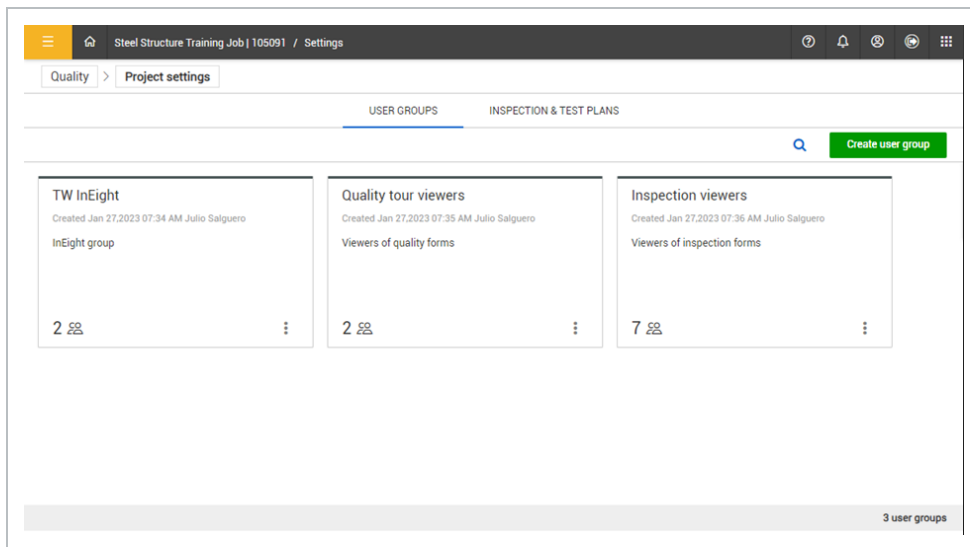 Steel Structure Training Job | 105091 / Settings
Quality > Project settings
USER GROUPS INSPECTION & TEST PLANS
Create user group
TW InEight
Created Jan 27,2023 07:34 AM Julio Salguero
InEight group
2
Quality tour viewers
Created Jan 27,2023 07:35 AM Julio Salguero
Viewers of quality forms
2
Inspection viewers
Created Jan 27,2023 07:36 AM Julio Salguero
Viewers of inspection forms
7
3 user groups